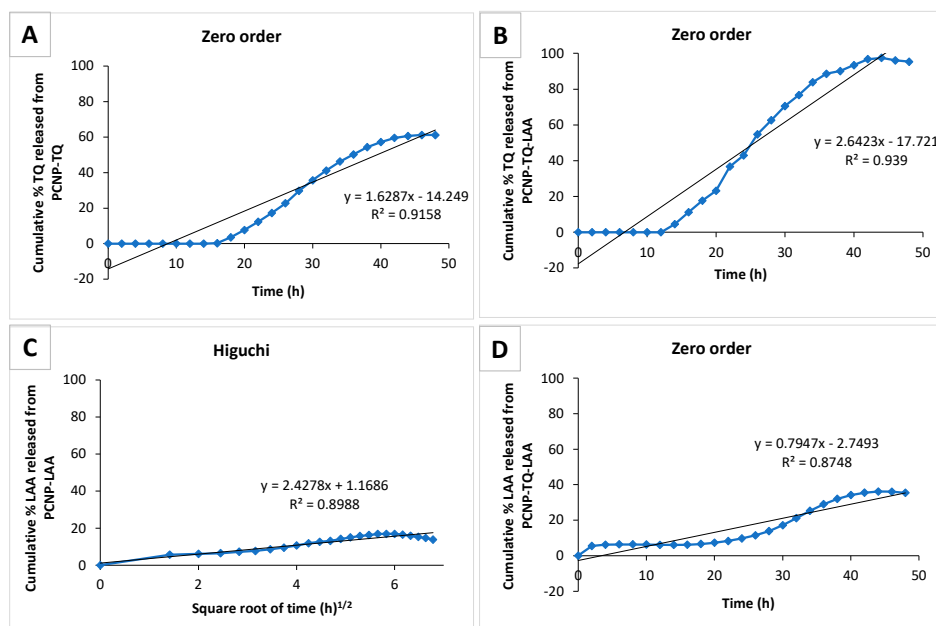 A
Zero order
Cumulative % TQ released from
PCNP-TQ
100
80
60
40
20
0
-20
0
10
20
30
40
50
y = 1.6287x - 14.249
R² = 0.9158
Time (h)
B
Zero order
Cumulative % TQ released from
PCNP-TQ-LAA
100
80
60
40
20
0
-20
0
10
20
30
40
50
y = 2.6423x - 17.721
R² = 0.939
Time (h)
C
Higuchi
Cumulative % LAA released from
PCNP-LAA
100
80
60
40
20
0
0
2
4
6
y = 2.4278x + 1.1686
R² = 0.8988
Square root of time (h)^1/2
D
Zero order
Cumulative % LAA released from
PCNP-TQ-LAA
100
80
60
40
20
0
-20
0
10
20
30
40
50
y = 0.7947x - 2.7493
R² = 0.8748
Time (h)